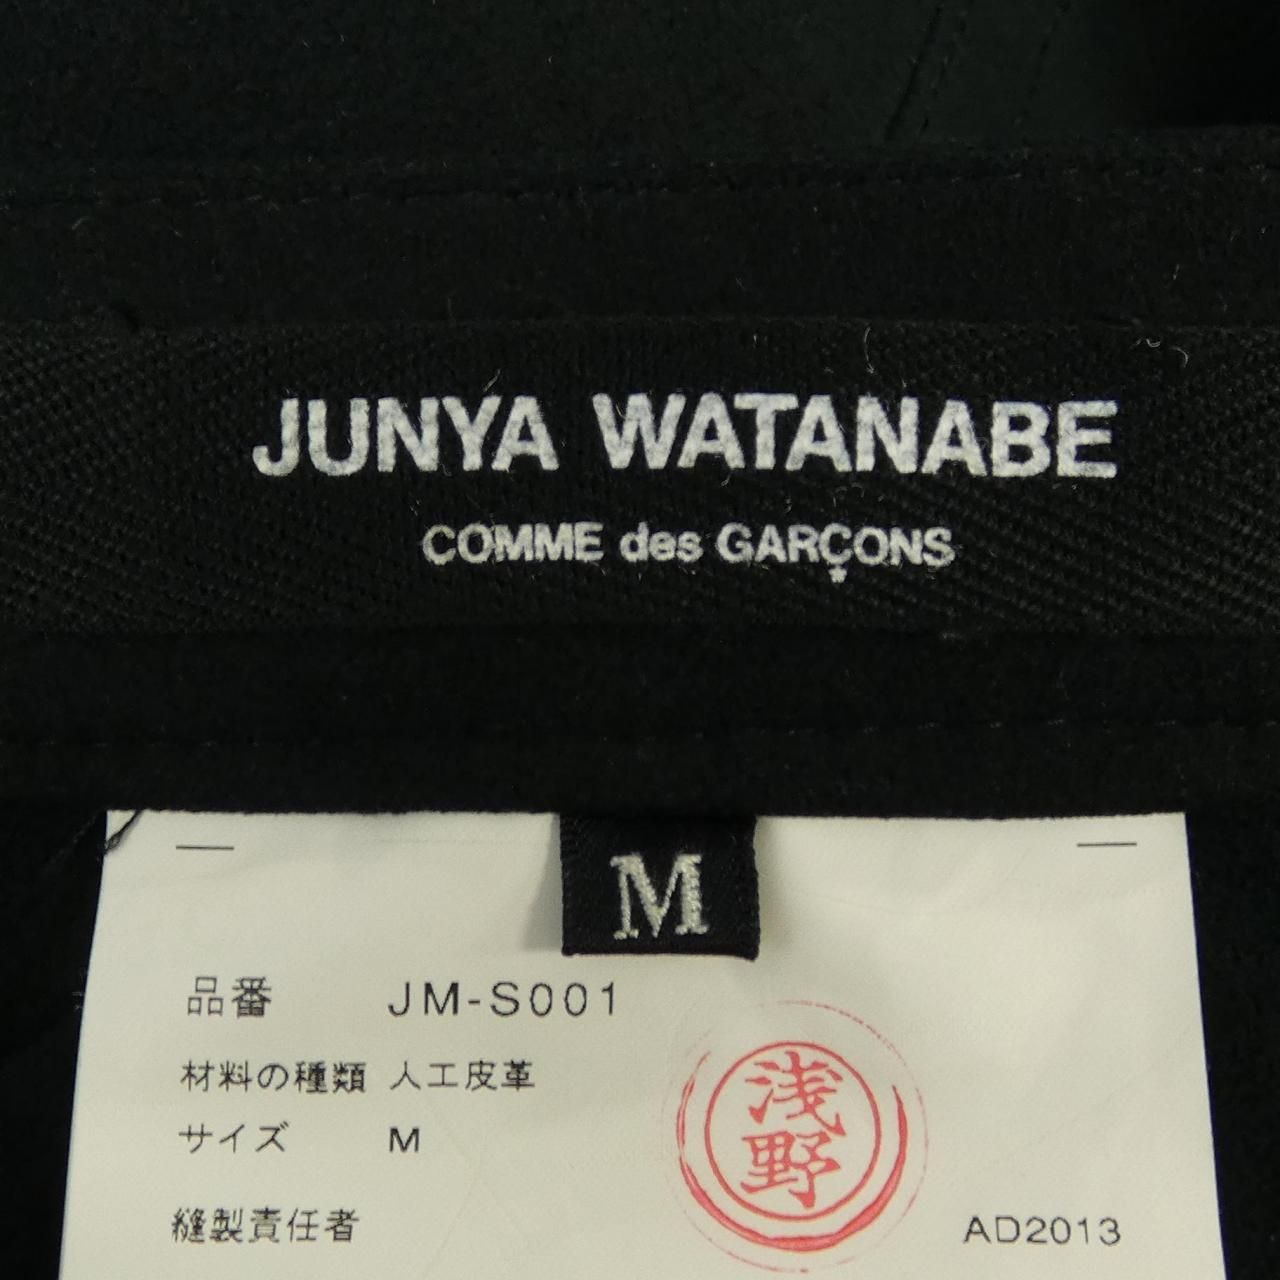 JUNYA WATANABE
COMME des GARÇONS
M
品番 JM-S001
材料の種類 人工皮革
サイズ M
浅野
縫製責任者
AD2013